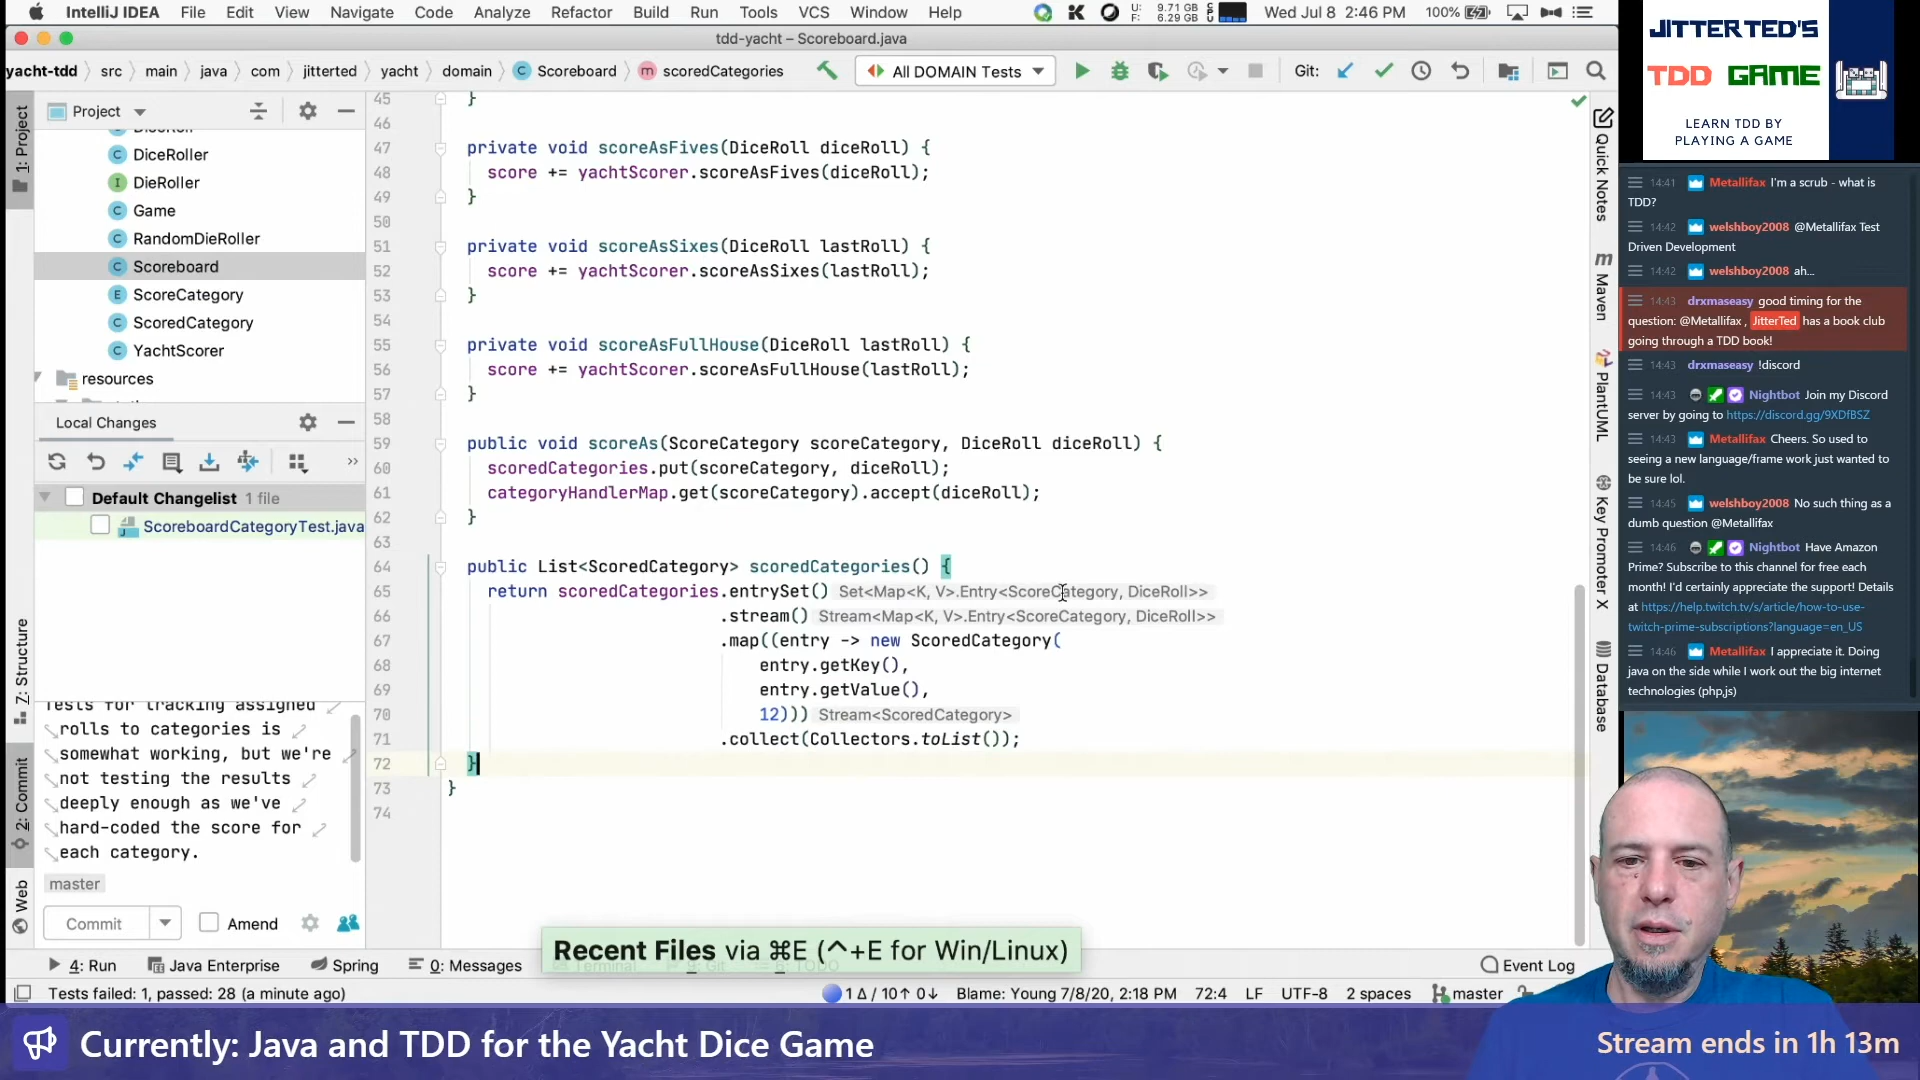 IntelliJ IDEA File Edit View Navigate Code Analyze Refactor Build Run Tools VCS Window Help
U: 9.71 GB
F: 6.29 GB
Wed Jul 8 2:46 PM 100%
tdd-yacht – Scoreboard.java
yacht-tdd src main java com jitterted yacht domain Scoreboard scoredCategories All DOMAIN Tests Git:
1: Project
Project
DiceRoller
DieRoller
Game
RandomDieRoller
Scoreboard
ScoreCategory
ScoredCategory
YachtScorer
resources
Local Changes
Default Changelist 1 file
ScoreboardCategoryTest.java
7: Structure
2: Commit
Web
Tests for tracking assigned
rolls to categories is
somewhat working, but we're
not testing the results
deeply enough as we've
hard-coded the score for
each category.
master
Commit Amend
45 }
46
47 private void scoreAsFives(DiceRoll diceRoll) {
48 score += yachtScorer.scoreAsFives(diceRoll);
49 }
50
51 private void scoreAsSixes(DiceRoll lastRoll) {
52 score += yachtScorer.scoreAsSixes(lastRoll);
53 }
54
55 private void scoreAsFullHouse(DiceRoll lastRoll) {
56 score += yachtScorer.scoreAsFullHouse(lastRoll);
57 }
58
59 public void scoreAs(ScoreCategory scoreCategory, DiceRoll diceRoll) {
60 scoredCategories.put(scoreCategory, diceRoll);
61 categoryHandlerMap.get(scoreCategory).accept(diceRoll);
62 }
63
64 public List<ScoredCategory> scoredCategories() {
65 return scoredCategories.entrySet() Set<Map<K, V>.Entry<ScoreCategory, DiceRoll>>
66 .stream() Stream<Map<K, V>.Entry<ScoreCategory, DiceRoll>>
67 .map((entry -> new ScoredCategory(
68 entry.getKey(),
69 entry.getValue(),
70 12))) Stream<ScoredCategory>
71 .collect(Collectors.toList());
72 }
73 }
74
Quick Notes
Maven
PlantUML
Key Promoter X
Database
Recent Files via ⌘E (^+E for Win/Linux)
4: Run Java Enterprise Spring 0: Messages Event Log
Tests failed: 1, passed: 28 (a minute ago) 1 Δ / 10↑ 0↓ Blame: Young 7/8/20, 2:18 PM 72:4 LF UTF-8 2 spaces master
JITTER TED'S
TDD GAME
LEARN TDD BY
PLAYING A GAME
14:41 Metallifax I'm a scrub - what is
TDD?
14:42 welshboy2008 @Metallifax Test
Driven Development
14:42 welshboy2008 ah...
14:43 drxmaseasy good timing for the
question: @Metallifax , JitterTed has a book club
going through a TDD book!
14:43 drxmaseasy !discord
14:43 Nightbot Join my Discord
server by going to https://discord.gg/9XDfBSZ
14:43 Metallifax Cheers. So used to
seeing a new language/frame work just wanted to
be sure lol.
14:45 welshboy2008 No such thing as a
dumb question @Metallifax
14:46 Nightbot Have Amazon
Prime? Subscribe to this channel for free each
month! I'd certainly appreciate the support! Details
at https://help.twitch.tv/s/article/how-to-use-
twitch-prime-subscriptions?language=en_US
14:46 Metallifax I appreciate it. Doing
java on the side while I work out the big internet
technologies (php,js)
Currently: Java and TDD for the Yacht Dice Game
Stream ends in 1h 13m